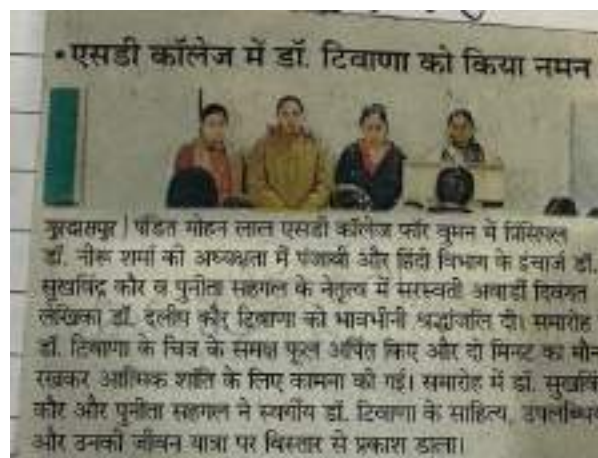 • एसडी कॉलेज में डॉ. टिवाणा को किया नमन
गुरदासपुर | पंडित मोहन लाल एसडी कॉलेज फॉर वुमन में प्रिंसिपल
डॉ. नीरू शर्मा की अध्यक्षता में पंजाबी और हिंदी विभाग के इंचार्ज डॉ.
सुखविंद्र कौर व पुनीता सहगल के नेतृत्व में सरस्वती अवार्डी दिवंगत
लेखिका डॉ. दलीप कौर टिवाणा को भावभीनी श्रद्धांजलि दी। समारोह
डॉ. टिवाणा के चित्र के समक्ष फूल अर्पित किए और दो मिनट का मौन
रखकर आत्मिक शांति के लिए कामना की गई। समारोह में डॉ. सुखविं
कौर और पुनीता सहगल ने स्वर्गीय डॉ. टिवाणा के साहित्य, उपलब्धिय
और उनकी जीवन यात्रा पर विस्तार से प्रकाश डाला।